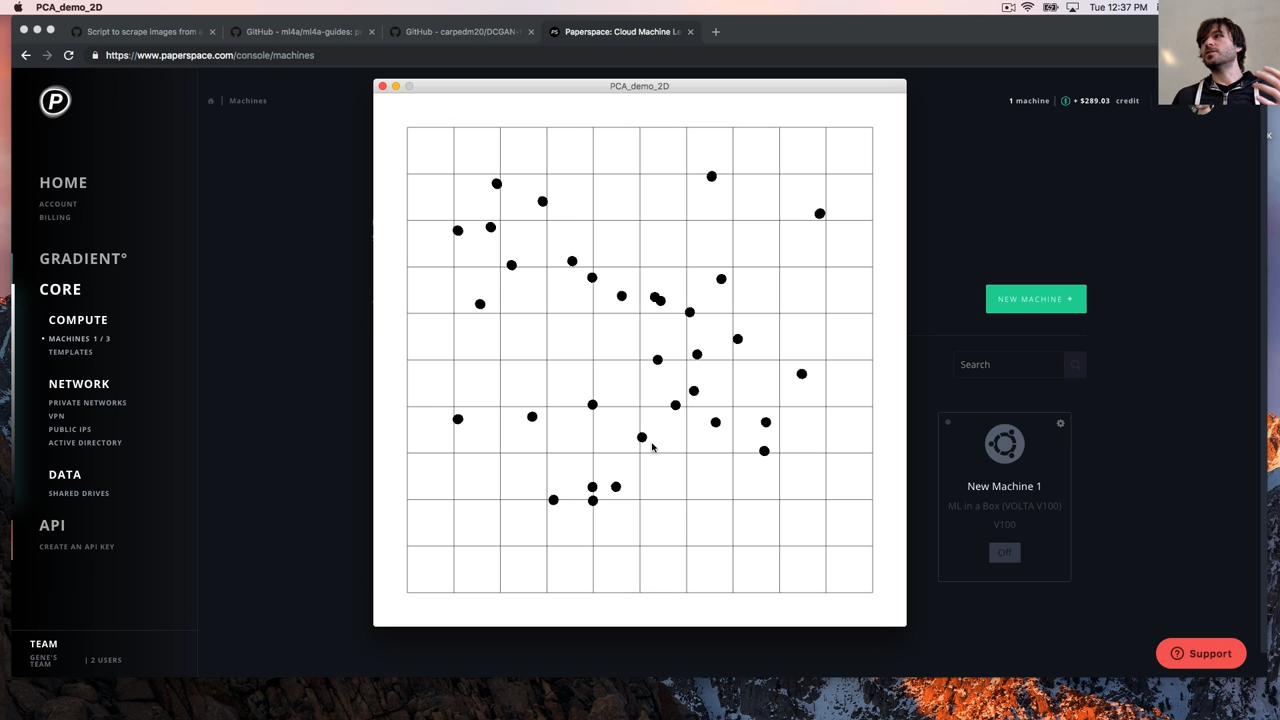 PCA_demo_2D
Tue 12:37 PM
Script to scrape images from
GitHub - ml4a/ml4a-guides: p
GitHub - carpedm20/DCGAN-
Paperspace: Cloud Machine Le
https://www.paperspace.com/console/machines
PCA_demo_2D
P
Machines
1 machine
+ $289.03 credit
HOME
ACCOUNT
BILLING
GRADIENT°
CORE
COMPUTE
MACHINES 1 / 3
TEMPLATES
NETWORK
PRIVATE NETWORKS
VPN
PUBLIC IPS
ACTIVE DIRECTORY
DATA
SHARED DRIVES
API
CREATE AN API KEY
TEAM
GENE'S TEAM | 2 USERS
NEW MACHINE +
Search
New Machine 1
ML in a Box (VOLTA V100)
V100
Off
Support